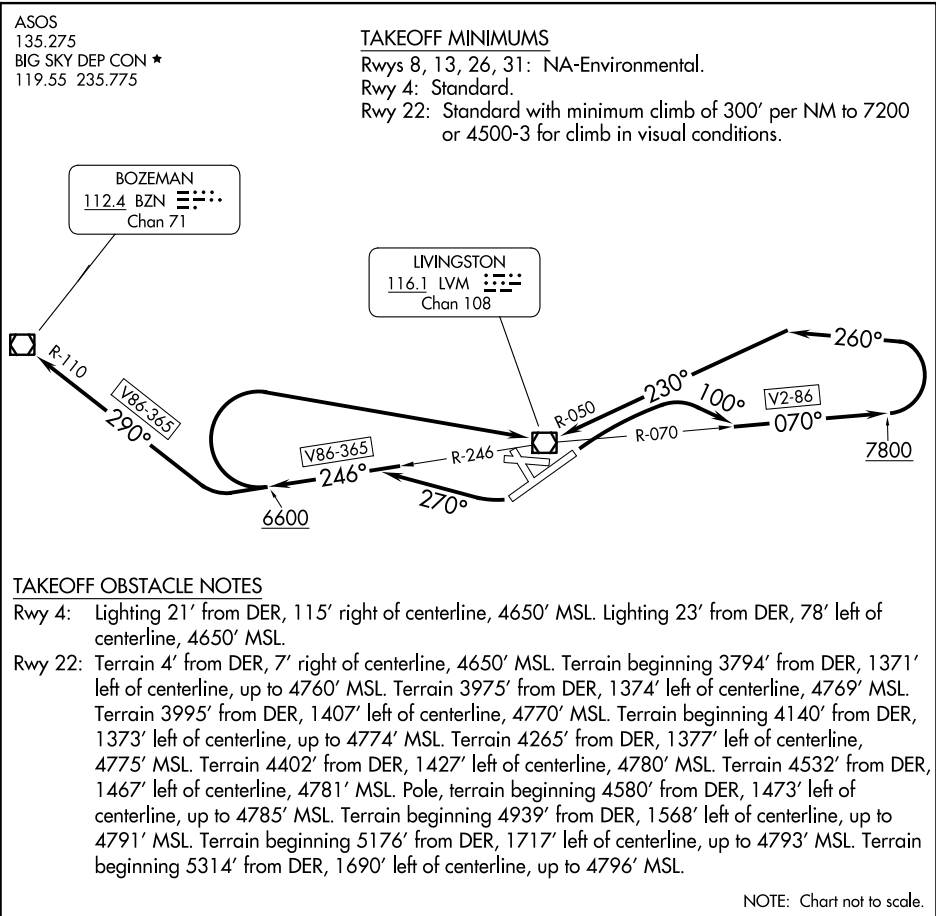 ASOS
135.275
BIG SKY DEP CON ★
119.55 235.775
TAKEOFF MINIMUMS
Rwys 8, 13, 26, 31: NA-Environmental.
Rwy 4: Standard.
Rwy 22: Standard with minimum climb of 300' per NM to 7200
or 4500-3 for climb in visual conditions.
BOZEMAN
112.4 BZN
Chan 71
LIVINGSTON
116.1 LVM
Chan 108
R-110
V86-365
290°
V86-365
246°
R-246
270°
6600
R-050
230°
100°
R-070
260°
V2-86
070°
7800
TAKEOFF OBSTACLE NOTES
Rwy 4: Lighting 21' from DER, 115' right of centerline, 4650' MSL. Lighting 23' from DER, 78' left of
centerline, 4650' MSL.
Rwy 22: Terrain 4' from DER, 7' right of centerline, 4650' MSL. Terrain beginning 3794' from DER, 1371'
left of centerline, up to 4760' MSL. Terrain 3975' from DER, 1374' left of centerline, 4769' MSL.
Terrain 3995' from DER, 1407' left of centerline, 4770' MSL. Terrain beginning 4140' from DER,
1373' left of centerline, up to 4774' MSL. Terrain 4265' from DER, 1377' left of centerline,
4775' MSL. Terrain 4402' from DER, 1427' left of centerline, 4780' MSL. Terrain 4532' from DER,
1467' left of centerline, 4781' MSL. Pole, terrain beginning 4580' from DER, 1473' left of
centerline, up to 4785' MSL. Terrain beginning 4939' from DER, 1568' left of centerline, up to
4791' MSL. Terrain beginning 5176' from DER, 1717' left of centerline, up to 4793' MSL. Terrain
beginning 5314' from DER, 1690' left of centerline, up to 4796' MSL.
NOTE: Chart not to scale.